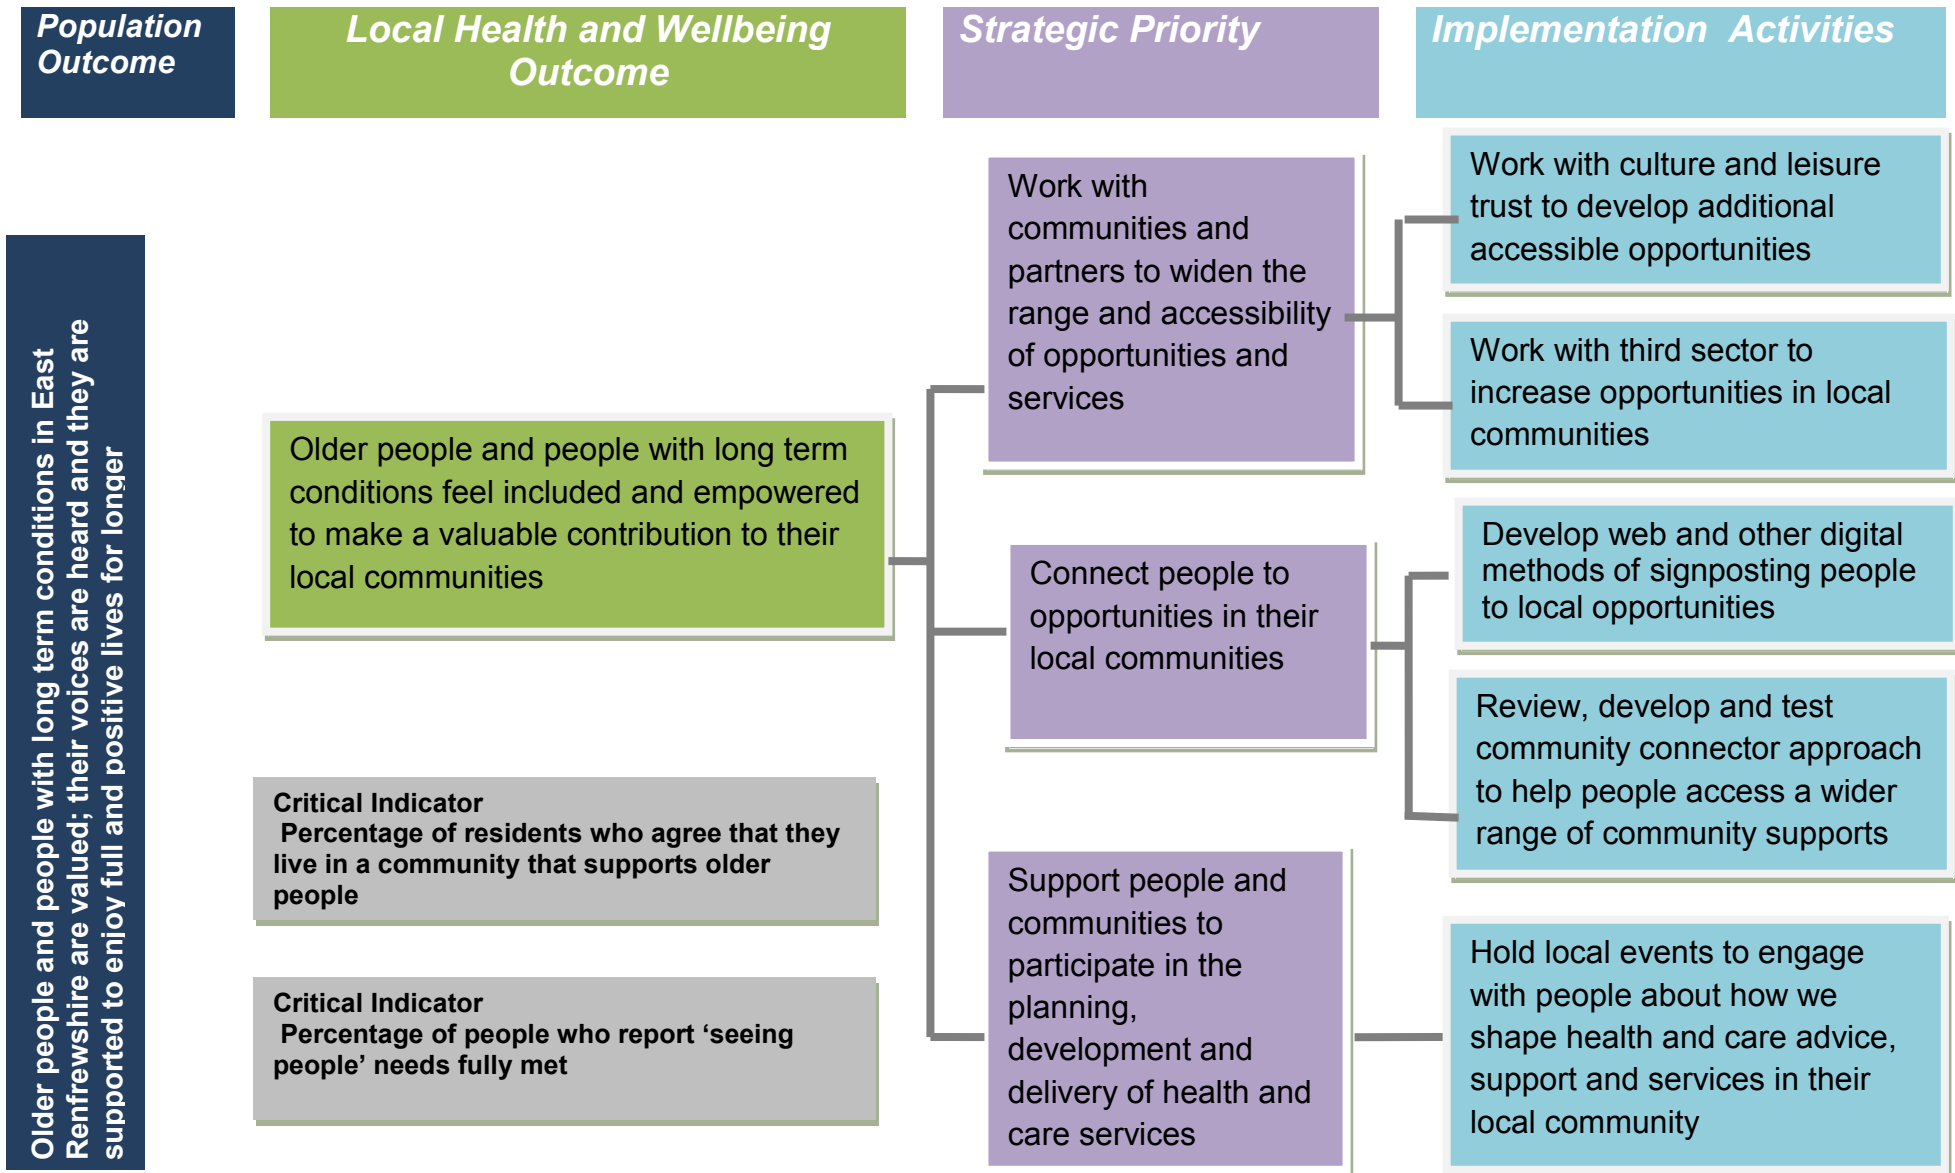 Population
Outcome
Local Health and Wellbeing
Outcome
Strategic Priority
Implementation Activities
Older people and people with long term conditions in East
Renfrewshire are valued; their voices are heard and they are
supported to enjoy full and positive lives for longer
Older people and people with long term
conditions feel included and empowered
to make a valuable contribution to their
local communities
Critical Indicator
Percentage of residents who agree that they
live in a community that supports older
people
Critical Indicator
Percentage of people who report ‘seeing
people’ needs fully met
Work with
communities and
partners to widen the
range and accessibility
of opportunities and
services
Connect people to
opportunities in their
local communities
Support people and
communities to
participate in the
planning,
development and
delivery of health and
care services
Work with culture and leisure
trust to develop additional
accessible opportunities
Work with third sector to
increase opportunities in local
communities
Develop web and other digital
methods of signposting people
to local opportunities
Review, develop and test
community connector approach
to help people access a wider
range of community supports
Hold local events to engage
with people about how we
shape health and care advice,
support and services in their
local community